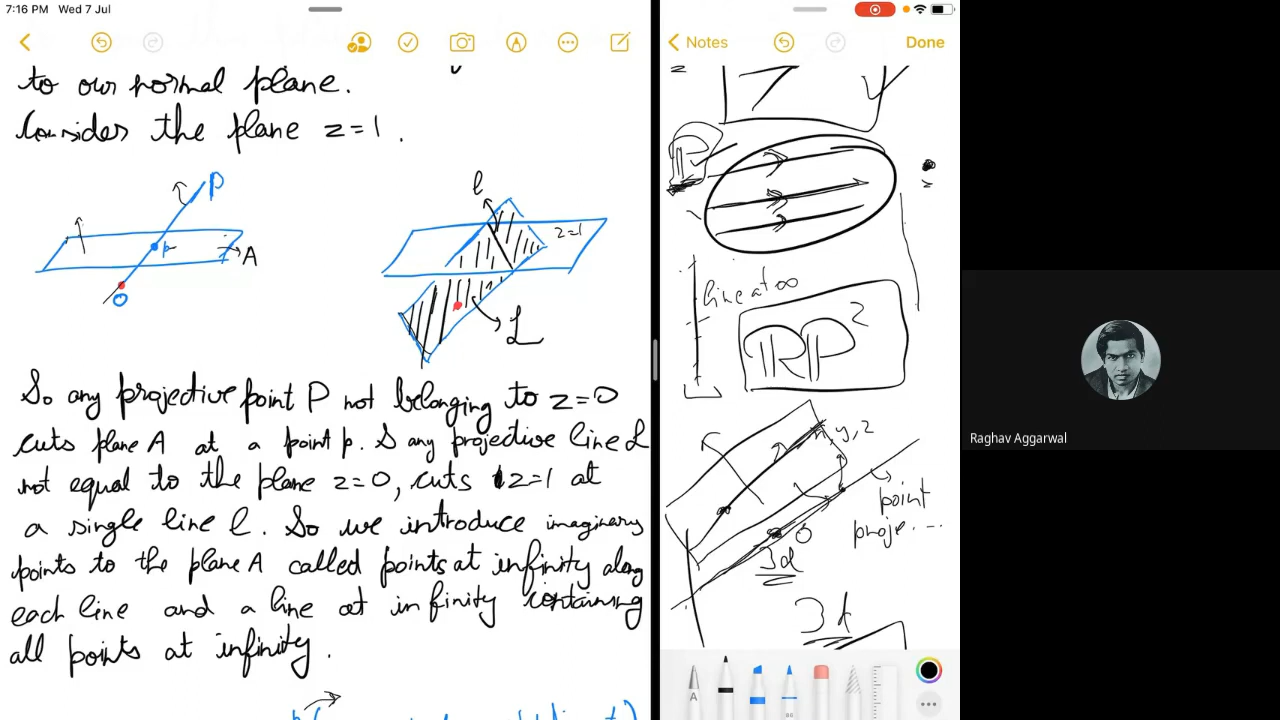 7:16 PM Wed 7 Jul
to our normal plane.
Consider the plane z=1.
P
p
A
O
l
z=1
L
So any projective point P not belonging to z=0
cuts plane A at a point p. & any projective line L
not equal to the plane z=0, cuts z=1 at
a single line l. So we introduce imaginary
points to the plane A called points at infinity along
each line and a line at infinity containing
all points at infinity.
Notes
Done
P
line at ∞
RP²
x, y, z
point
proje....
O
3d
3d
A
Raghav Aggarwal